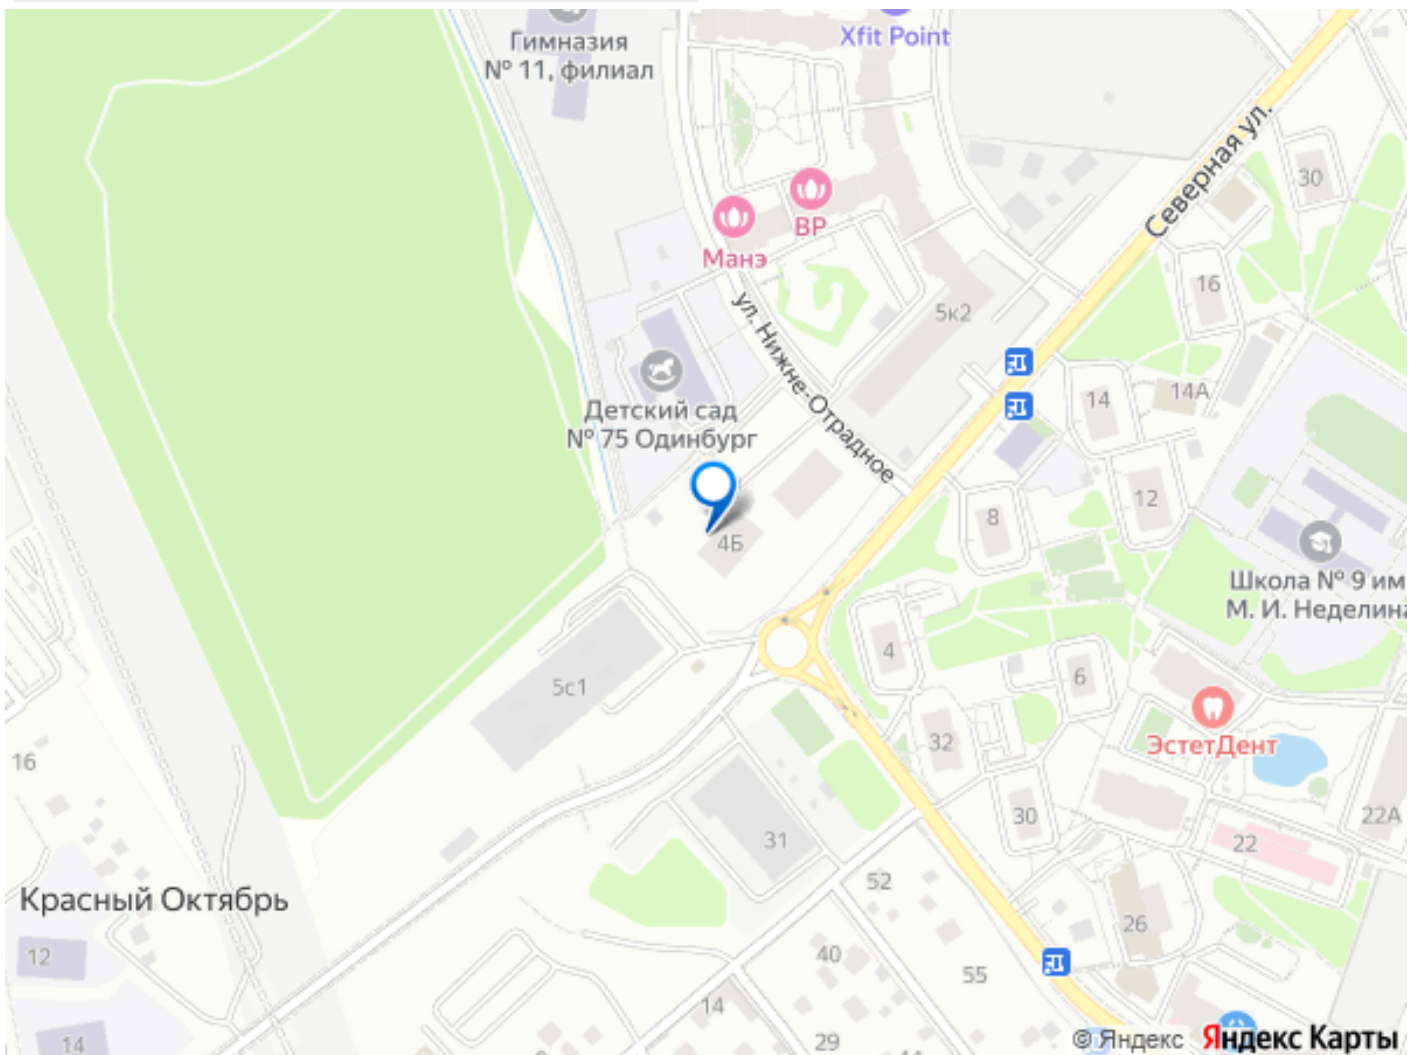 Гимназия
№ 11, филиал
Xfit Point
Северная ул.
30
ВР
Манэ
16
5к2
ул. Нижне-Отрадное
14А
14
Детский сад
№ 75 Одинбург
12
8
4Б
Школа № 9 им
М. И. Неделина
4
6
5с1
32
ЭстетДент
16
30
22А
31
22
52
Красный Октябрь
26
12
40
55
14
29
14
© Яндекс
Яндекс Карты